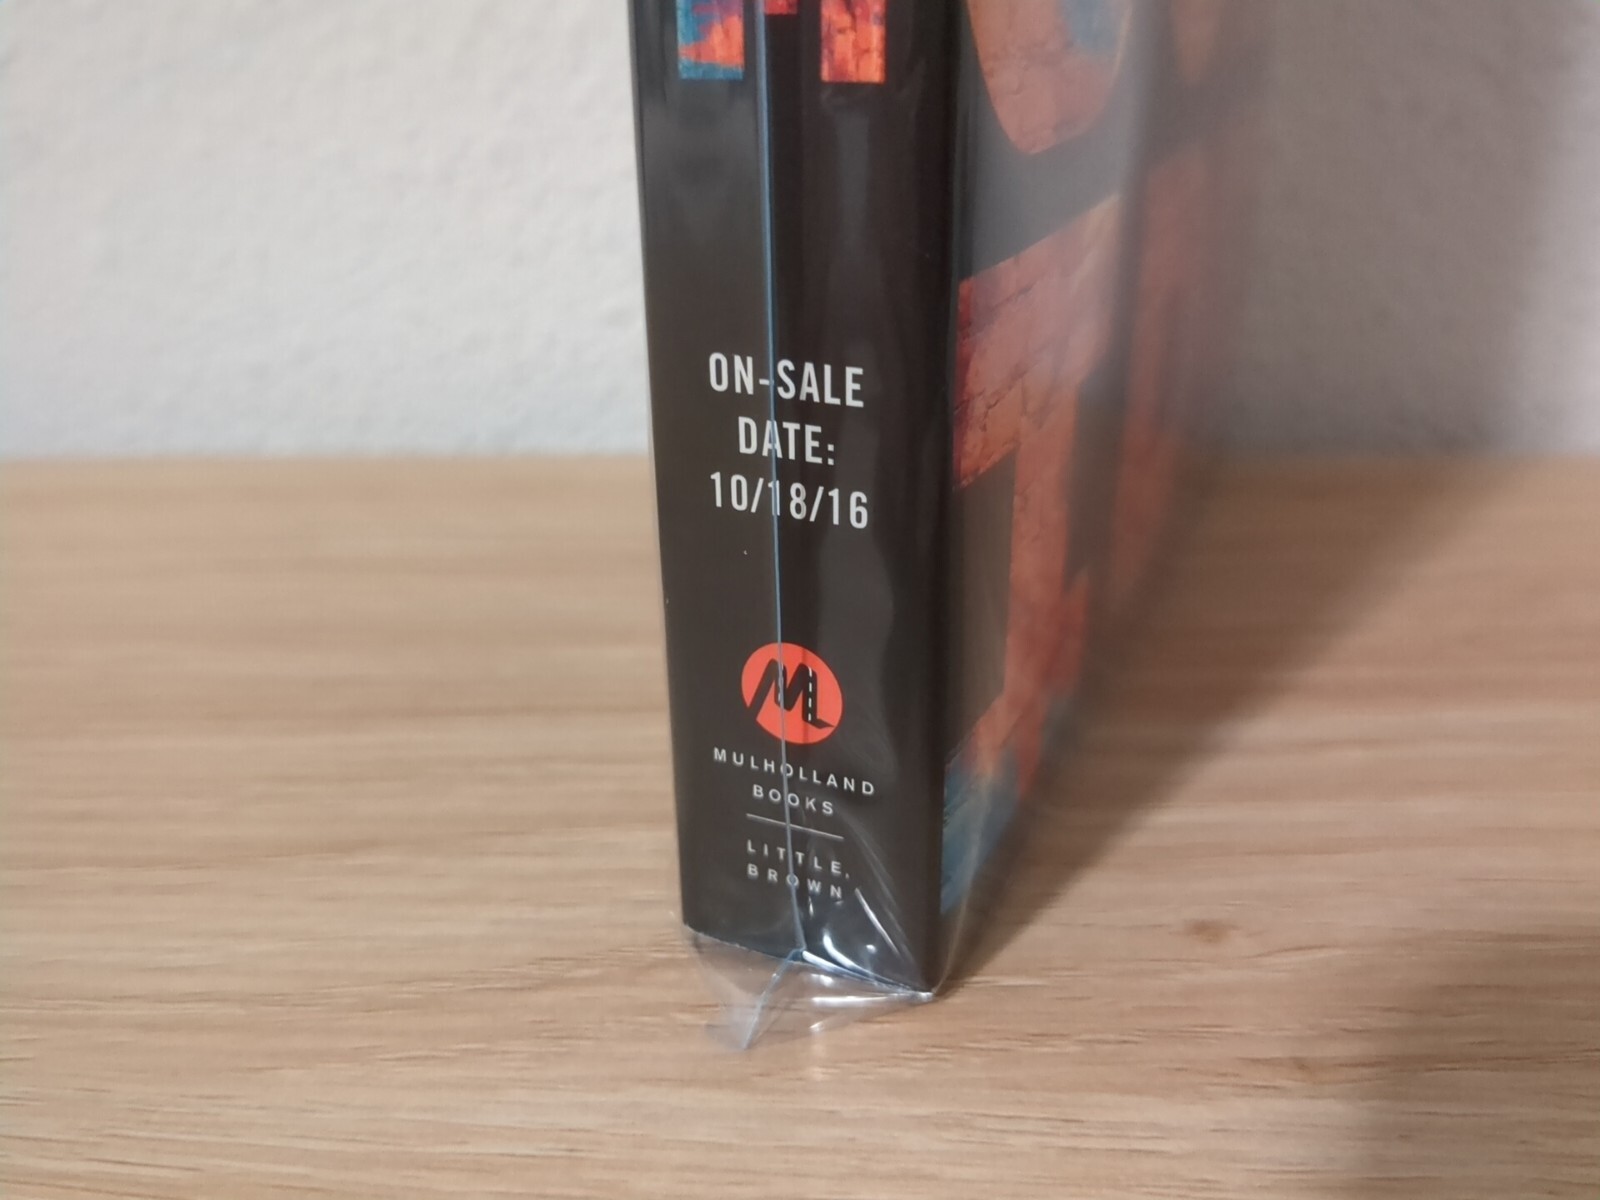 ON-SALE
DATE:
10/18/16
M
MULHOLLAND
BOOKS
LITTLE,
BROWN